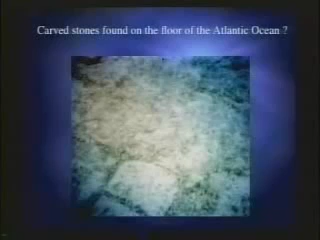 Carved stones found on the floor of the Atlantic Ocean ?